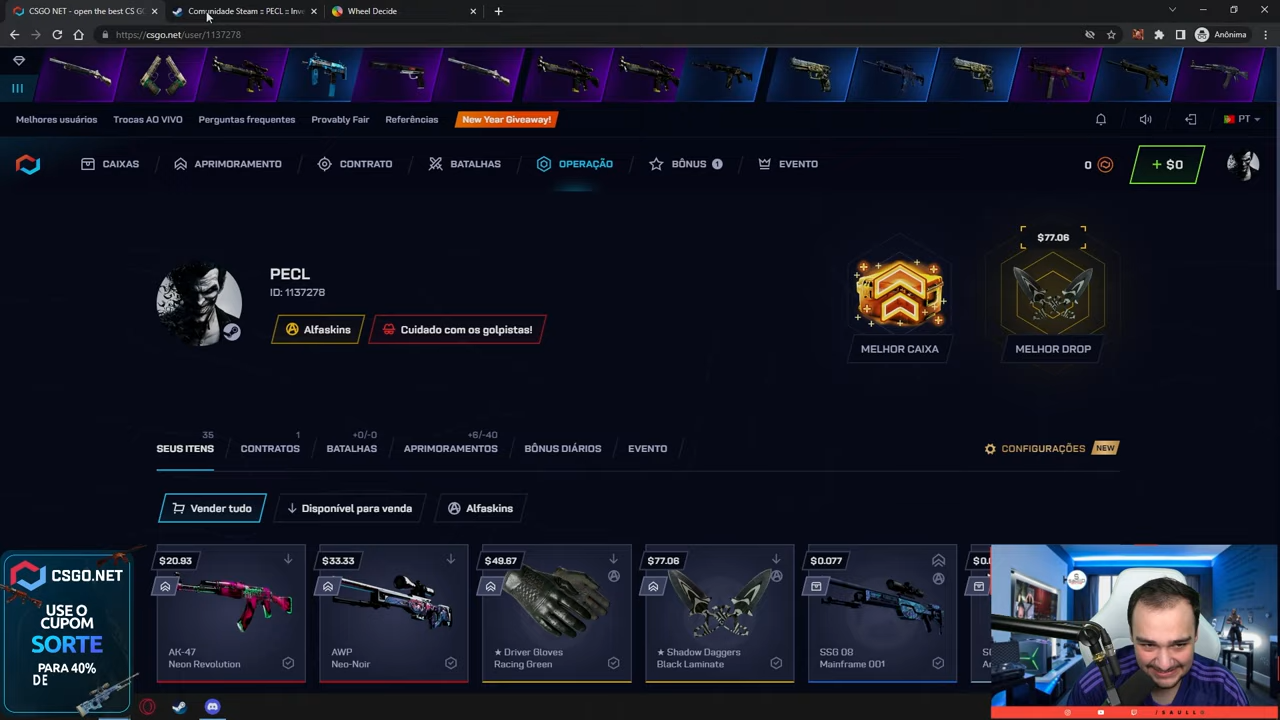 CSGO NET - open the best CS G
Comunidade Steam :: PECL :: Inve
Wheel Decide
https://csgo.net/user/1137278
Anônima
Melhores usuários
Trocas AO VIVO
Perguntas frequentes
Provably Fair
Referências
New Year Giveaway!
PT
CAIXAS
APRIMORAMENTO
CONTRATO
BATALHAS
OPERAÇÃO
BÔNUS 1
EVENTO
0
+ $0
PECL
ID: 1137278
Alfaskins
Cuidado com os golpistas!
$77.06
MELHOR CAIXA
MELHOR DROP
35
SEUS ITENS
1
CONTRATOS
+0/-0
BATALHAS
+6/-40
APRIMORAMENTOS
BÔNUS DIÁRIOS
EVENTO
CONFIGURAÇÕES
NEW
Vender tudo
Disponível para venda
Alfaskins
$20.93
AK-47
Neon Revolution
$33.33
AWP
Neo-Noir
$49.87
★ Driver Gloves
Racing Green
$77.06
★ Shadow Daggers
Black Laminate
$0.077
SSG 08
Mainframe 001
CSGO.NET
USE O
CUPOM
SORTE
PARA 40%
DE
ISAULLO